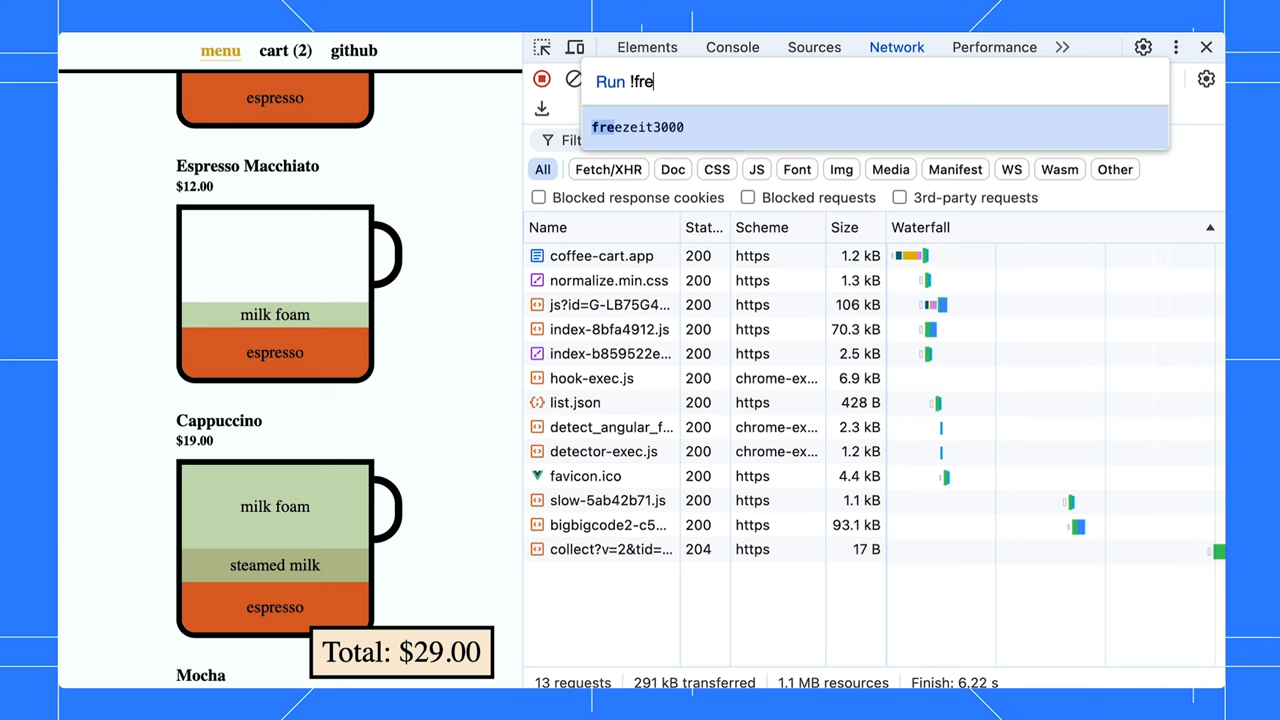 menu cart (2) github
espresso
Espresso Macchiato
$12.00
milk foam
espresso
Cappuccino
$19.00
milk foam
steamed milk
espresso
Total: $29.00
Mocha
Elements Console Sources Network Performance
Run !fre
freezeit3000
Filt
All Fetch/XHR Doc CSS JS Font Img Media Manifest WS Wasm Other
Blocked response cookies Blocked requests 3rd-party requests
Name Stat... Scheme Size Waterfall
coffee-cart.app 200 https 1.2 kB
normalize.min.css 200 https 1.3 kB
js?id=G-LB75G4... 200 https 106 kB
index-8bfa4912.js 200 https 70.3 kB
index-b859522e... 200 https 2.5 kB
hook-exec.js 200 chrome-ex... 6.9 kB
list.json 200 https 428 B
detect_angular_f... 200 chrome-ex... 2.3 kB
detector-exec.js 200 chrome-ex... 1.2 kB
favicon.ico 200 https 4.4 kB
slow-5ab42b71.js 200 https 1.1 kB
bigbigcode2-c5... 200 https 93.1 kB
collect?v=2&tid=... 204 https 17 B
13 requests 291 kB transferred 1.1 MB resources Finish: 6.22 s